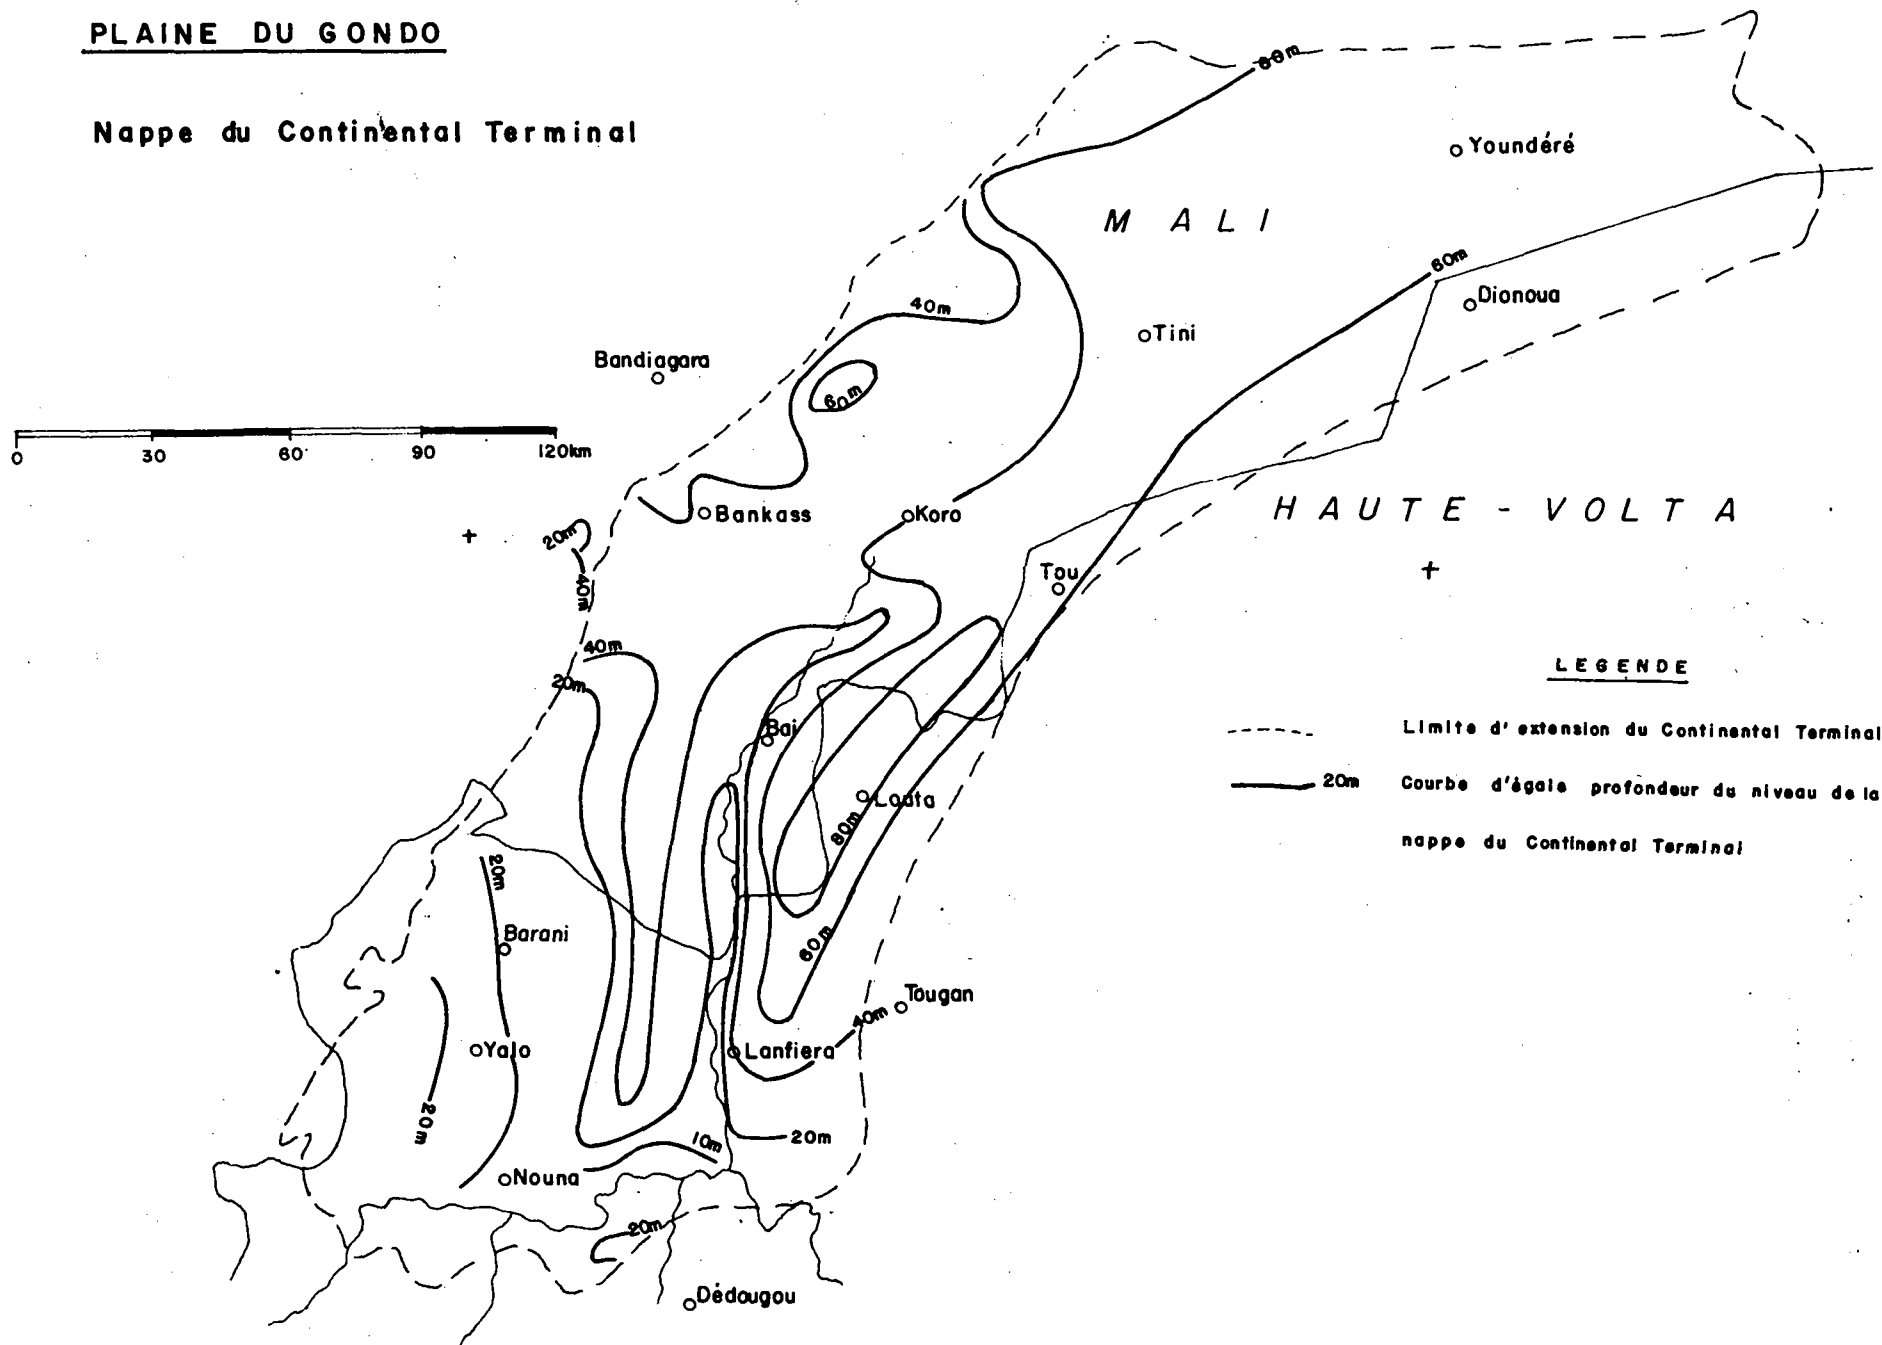 PLAINE DU GONDO
Nappe du Continental Terminal
60m
Youndéré
MALI
60m
Dionoua
40m
Tini
Bandiagara
60m
0 30 60 90 120km
Bankass
Koro
HAUTE-VOLTA
20m
40m
Tou
40m
20m
LEGENDE
Limite d'extension du Continental Terminal
20m Courbe d'égale profondeur du niveau de la
nappe du Continental Terminal
Bai
Louta
80m
20m
Barani
60m
Tougan
40m
Yalo
Lanfiera
20m
10m
20m
Nouna
20m
Dédougou